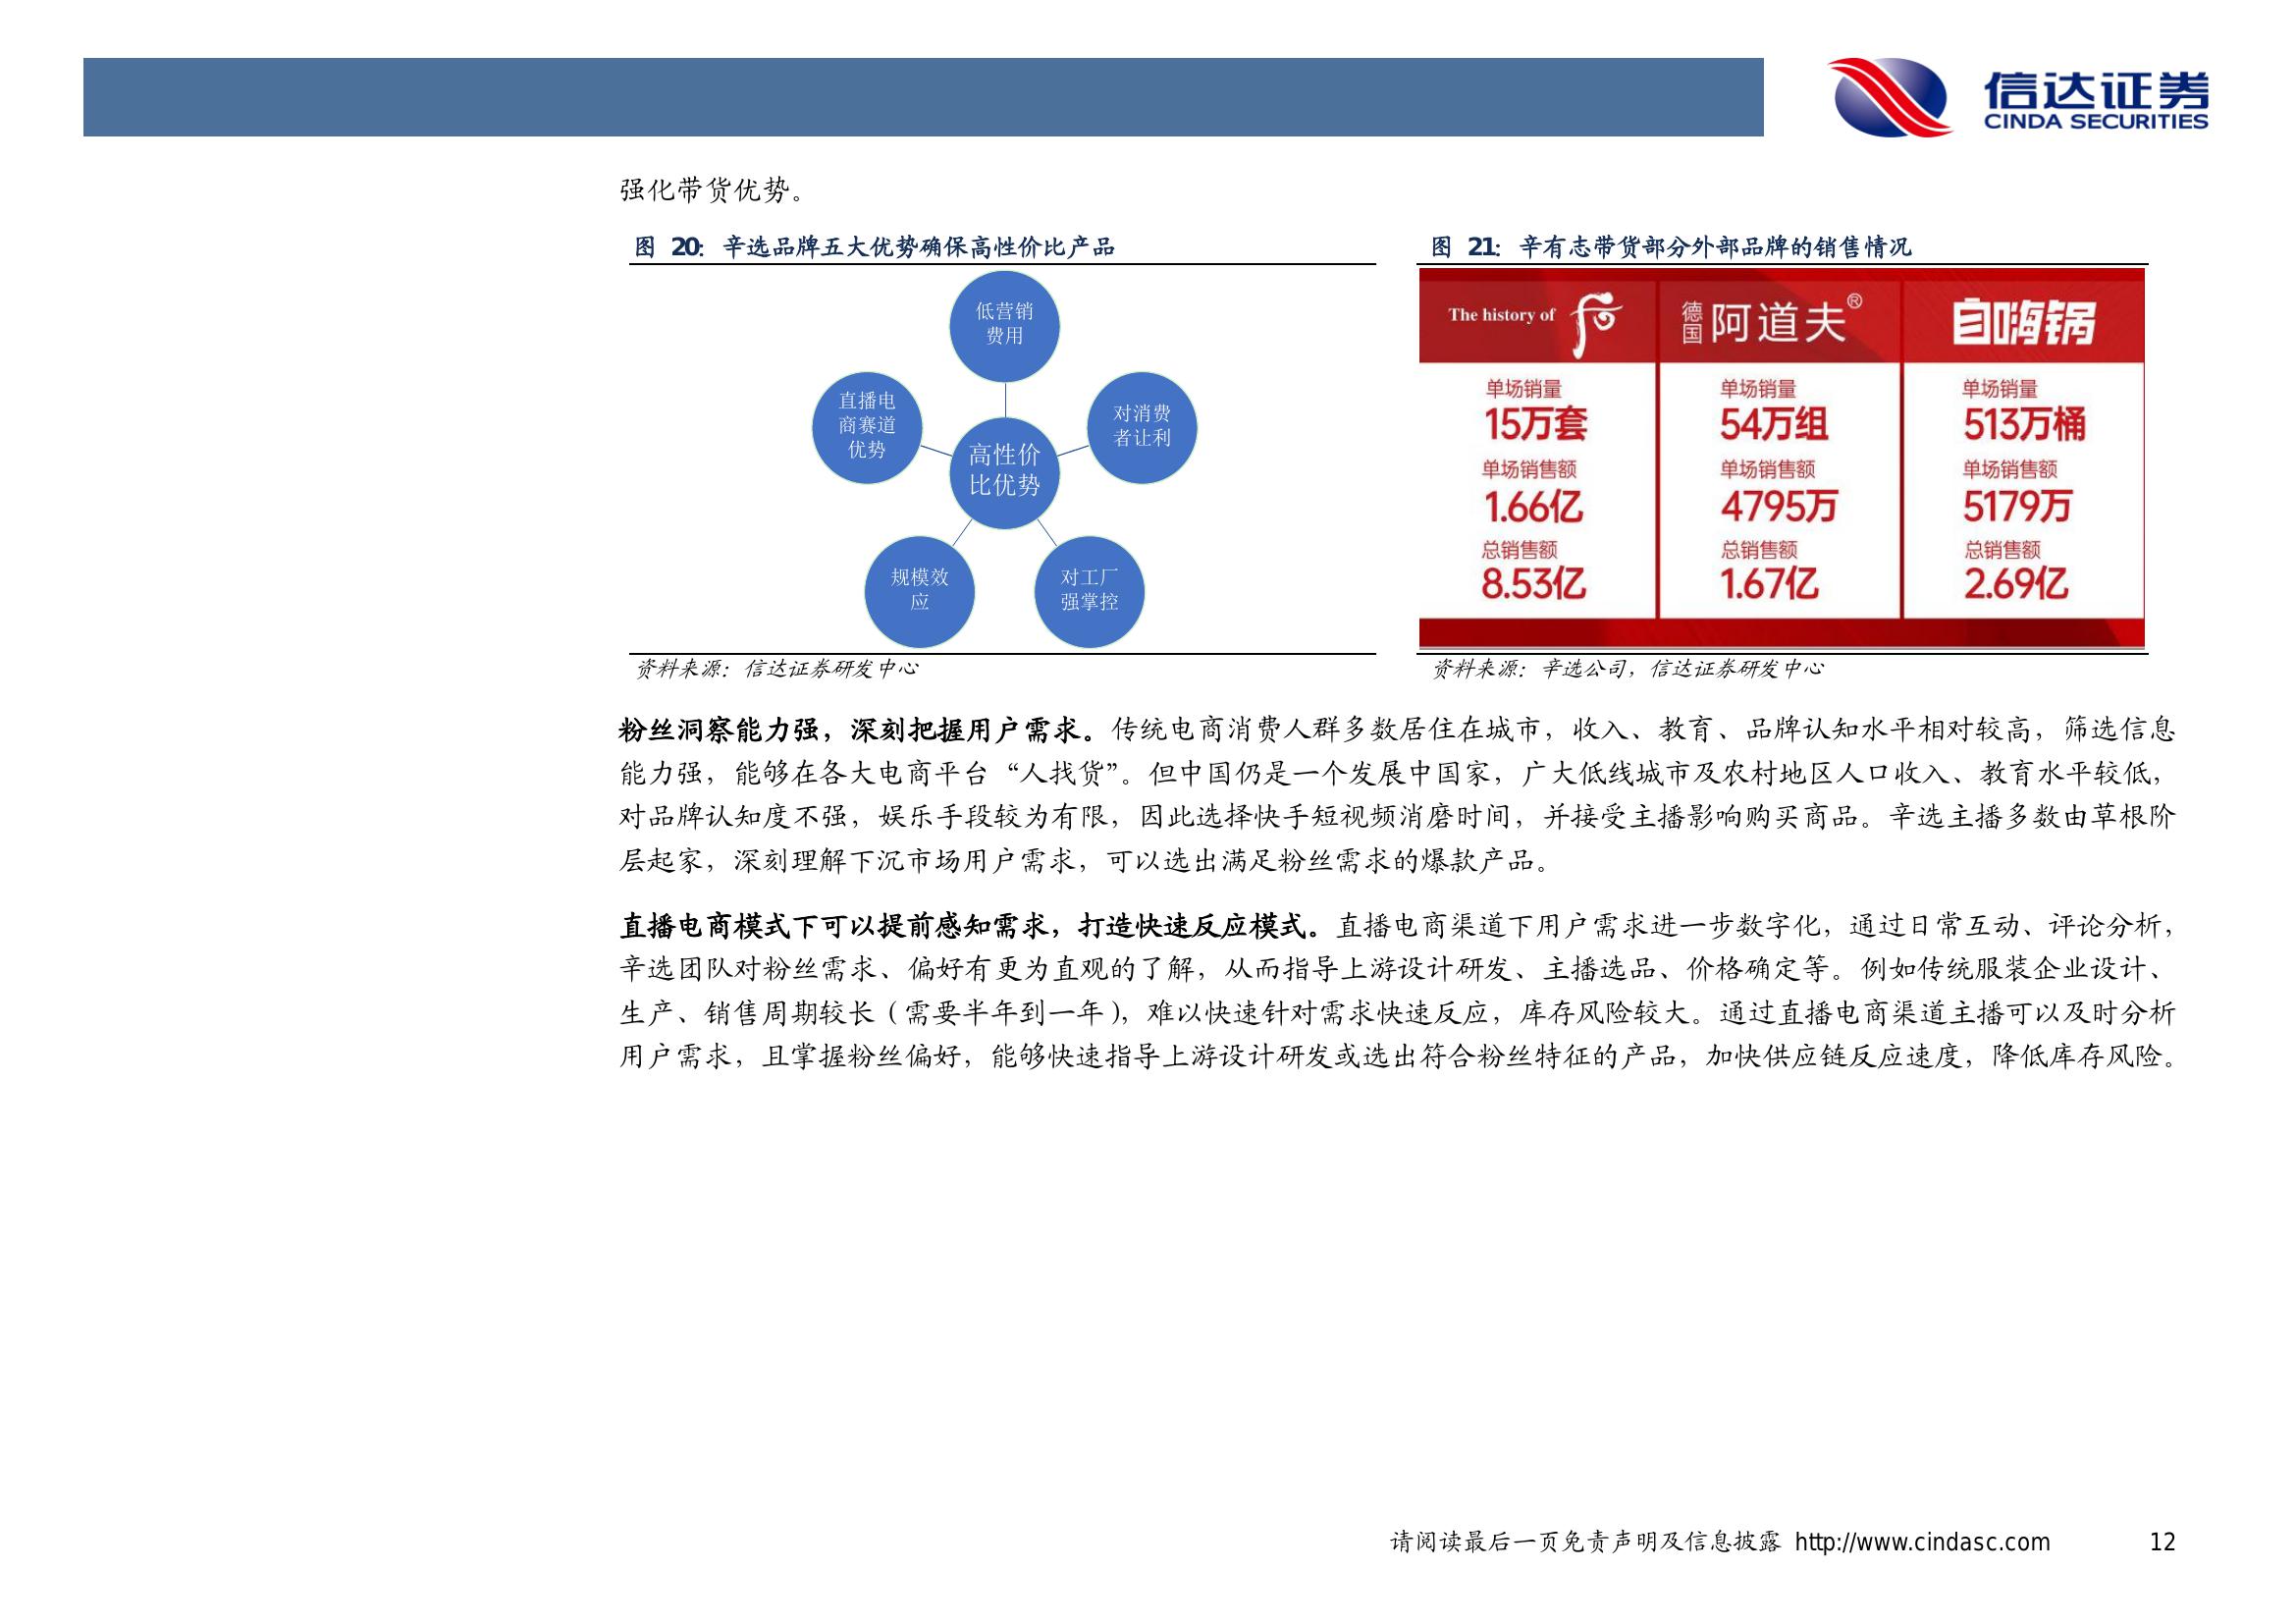 信达证券
CINDA SECURITIES
强化带货优势。
图 20：辛选品牌五大优势确保高性价比产品
低营销
费用
直播电
商赛道
优势
对消费
者让利
高性价
比优势
规模效
应
对工厂
强掌控
资料来源：信达证券研发中心
图 21：辛有志带货部分外部品牌的销售情况
The history of
德国 阿道夫®
自嗨锅
单场销量
15万套
单场销售额
1.66亿
总销售额
8.53亿
单场销量
54万组
单场销售额
4795万
总销售额
1.67亿
单场销量
513万桶
单场销售额
5179万
总销售额
2.69亿
资料来源：辛选公司，信达证券研发中心
粉丝洞察能力强，深刻把握用户需求。传统电商消费人群多数居住在城市，收入、教育、品牌认知水平相对较高，筛选信息
能力强，能够在各大电商平台“人找货”。但中国仍是一个发展中国家，广大低线城市及农村地区人口收入、教育水平较低，
对品牌认知度不强，娱乐手段较为有限，因此选择快手短视频消磨时间，并接受主播影响购买商品。辛选主播多数由草根阶
层起家，深刻理解下沉市场用户需求，可以选出满足粉丝需求的爆款产品。
直播电商模式下可以提前感知需求，打造快速反应模式。直播电商渠道下用户需求进一步数字化，通过日常互动、评论分析，
辛选团队对粉丝需求、偏好有更为直观的了解，从而指导上游设计研发、主播选品、价格确定等。例如传统服装企业设计、
生产、销售周期较长（需要半年到一年），难以快速针对需求快速反应，库存风险较大。通过直播电商渠道主播可以及时分析
用户需求，且掌握粉丝偏好，能够快速指导上游设计研发或选出符合粉丝特征的产品，加快供应链反应速度，降低库存风险。
请阅读最后一页免责声明及信息披露 http://www.cindasc.com 12